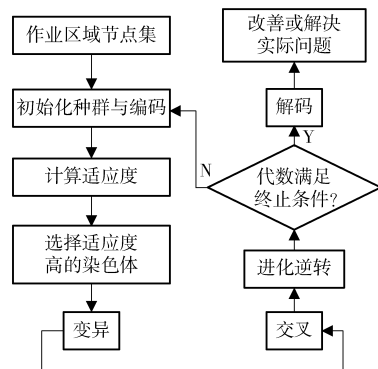 作业区域节点集
初始化种群与编码
计算适应度
选择适应度
高的染色体
变异
交叉
进化逆转
代数满足
终止条件?
N
Y
解码
改善或解决
实际问题